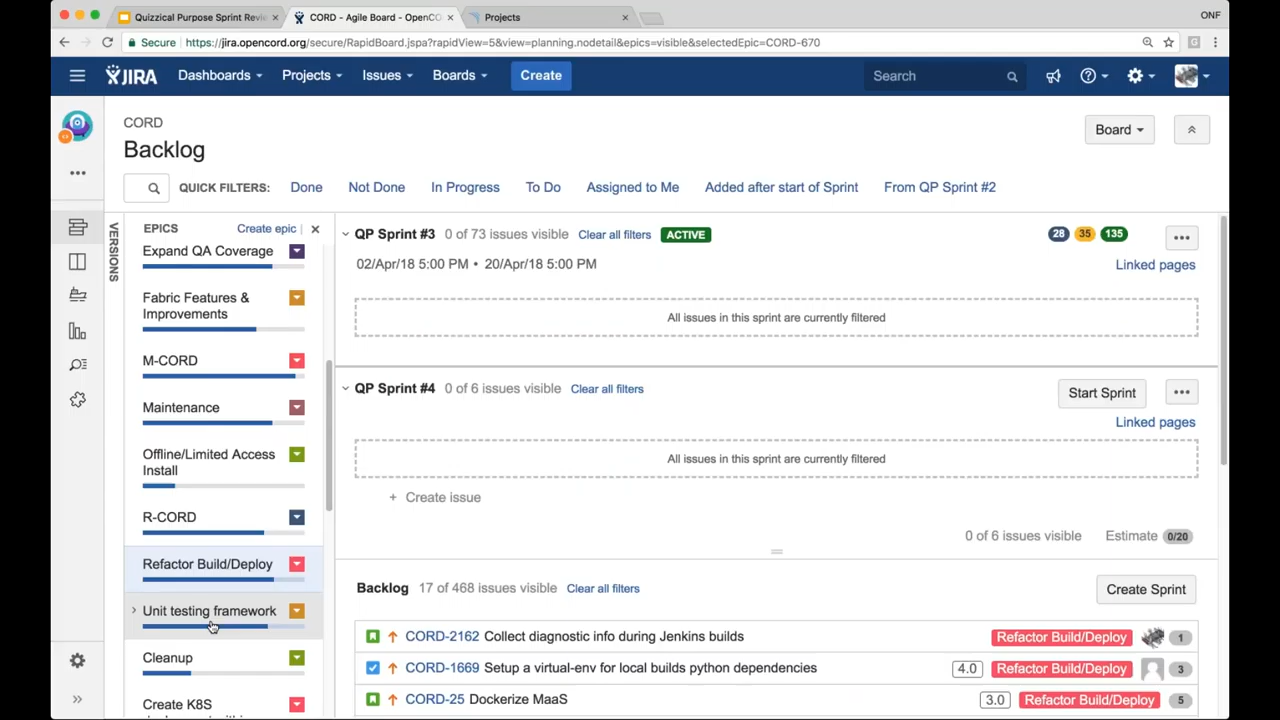 Quizzical Purpose Sprint Revie
CORD - Agile Board - OpenCO
Projects
ONF
Secure https://jira.opencord.org/secure/RapidBoard.jspa?rapidView=5&view=planning.nodetail&epics=visible&selectedEpic=CORD-670
JIRA Dashboards Projects Issues Boards Create Search
CORD
Backlog
Board
QUICK FILTERS: Done Not Done In Progress To Do Assigned to Me Added after start of Sprint From QP Sprint #2
VERSIONS
EPICS Create epic
Expand QA Coverage
Fabric Features &
Improvements
M-CORD
Maintenance
Offline/Limited Access
Install
R-CORD
Refactor Build/Deploy
Unit testing framework
Cleanup
Create K8S
QP Sprint #3 0 of 73 issues visible Clear all filters ACTIVE 28 35 135
02/Apr/18 5:00 PM • 20/Apr/18 5:00 PM
Linked pages
All issues in this sprint are currently filtered
QP Sprint #4 0 of 6 issues visible Clear all filters Start Sprint
Linked pages
All issues in this sprint are currently filtered
+ Create issue
0 of 6 issues visible Estimate 0/20
Backlog 17 of 468 issues visible Clear all filters Create Sprint
CORD-2162 Collect diagnostic info during Jenkins builds Refactor Build/Deploy 1
CORD-1669 Setup a virtual-env for local builds python dependencies 4.0 Refactor Build/Deploy 3
CORD-25 Dockerize MaaS 3.0 Refactor Build/Deploy 5